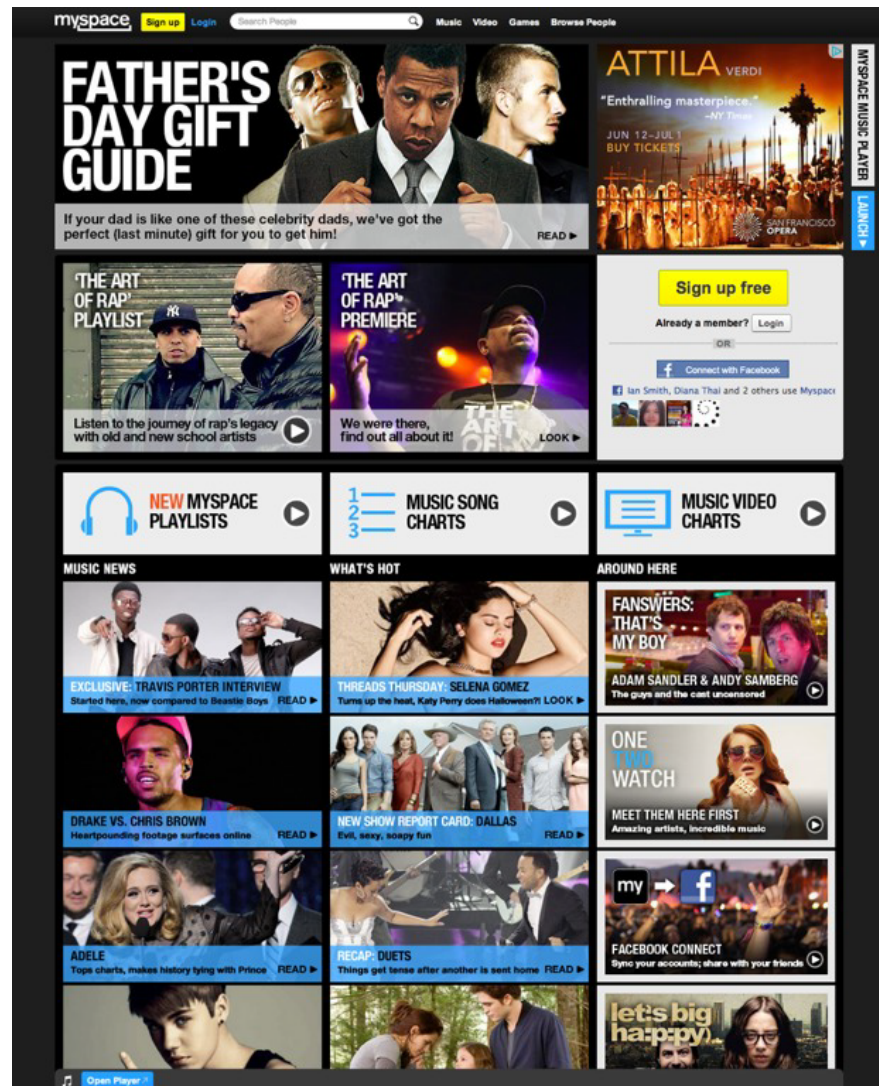 myspace
Sign up
Login
Search People
Music
Video
Games
Browse People
FATHER'S
DAY GIFT
GUIDE
If your dad is like one of these celebrity dads, we've got the
perfect (last minute) gift for you to get him!
READ
ATTILA VERDI
"Enthralling masterpiece."
–NY Times
JUN 12–JUL 1
BUY TICKETS
SAN FRANCISCO
OPERA
MYSPACE MUSIC PLAYER
LAUNCH
'THE ART
OF RAP'
PLAYLIST
Listen to the journey of rap's legacy
with old and new school artists
'THE ART
OF RAP'
PREMIERE
THE
ART
OF
We were there,
find out all about it!
LOOK
Sign up free
Already a member? Login
OR
Connect with Facebook
Ian Smith, Diana Thai and 2 others use Myspace
NEW MYSPACE
PLAYLISTS
1
2
3
MUSIC SONG
CHARTS
MUSIC VIDEO
CHARTS
MUSIC NEWS
EXCLUSIVE: TRAVIS PORTER INTERVIEW
Started here, now compared to Beastie Boys READ
DRAKE VS. CHRIS BROWN
Heartpounding footage surfaces online READ
ADELE
Tops charts, makes history tying with Prince READ
WHAT'S HOT
THREADS THURSDAY: SELENA GOMEZ
Turns up the heat, Katy Perry does Halloween?! LOOK
NEW SHOW REPORT CARD: DALLAS
Evil, sexy, soapy fun READ
RECAP: DUETS
Things get tense after another is sent home READ
AROUND HERE
FANSWERS:
THAT'S
MY BOY
ADAM SANDLER & ANDY SAMBERG
The guys and the cast uncensored
ONE
TWO
WATCH
MEET THEM HERE FIRST
Amazing artists, incredible music
my f
FACEBOOK CONNECT
Sync your accounts; share with your friends
let's big
ha:p:py)
Open Player